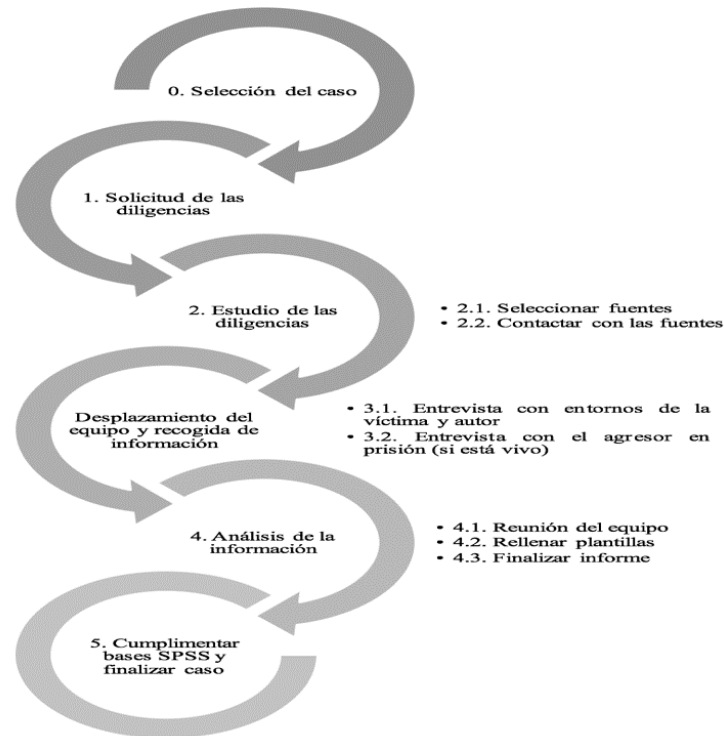 0. Selección del caso
1. Solicitud de las
diligencias
2. Estudio de las
diligencias
• 2.1. Seleccionar fuentes
• 2.2. Contactar con las fuentes
Desplazamiento del
equipo y recogida de
información
• 3.1. Entrevista con entornos de la
víctima y autor
• 3.2. Entrevista con el agresor en
prisión (si está vivo)
4. Análisis de la
información
• 4.1. Reunión del equipo
• 4.2. Rellenar plantillas
• 4.3. Finalizar informe
5. Cumplimentar
bases SPSS y
finalizar caso